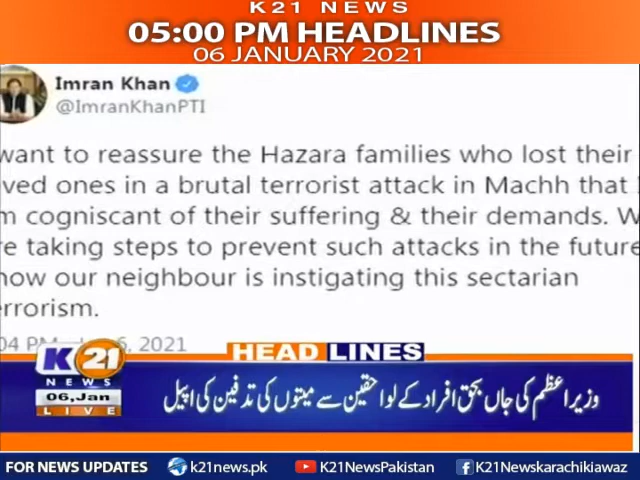 K21 NEWS
05:00 PM HEADLINES
06 JANUARY 2021
Imran Khan
@ImranKhanPTI
want to reassure the Hazara families who lost their
ved ones in a brutal terrorist attack in Machh that
m cogniscant of their suffering & their demands. W
re taking steps to prevent such attacks in the future
now our neighbour is instigating this sectarian
errorism.
04 PM 6, 2021
HEAD LINES
K21
NEWS
06,Jan
LIVE
وزیراعظم کی جاں بحق افراد کے لواحقین سے میتوں کی تدفین کی اپیل
FOR NEWS UPDATES k21news.pk K21NewsPakistan K21Newskarachikiawaz